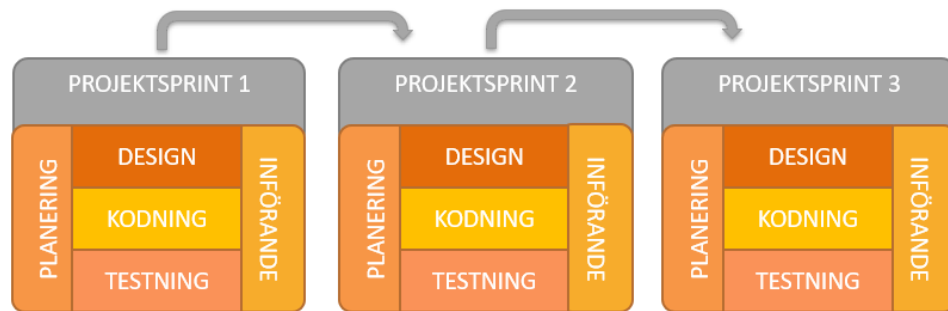 PROJEKTSPRINT 1
PLANERING
DESIGN
KODNING
TESTNING
INFÖRANDE
PROJEKTSPRINT 2
PLANERING
DESIGN
KODNING
TESTNING
INFÖRANDE
PROJEKTSPRINT 3
PLANERING
DESIGN
KODNING
TESTNING
INFÖRANDE